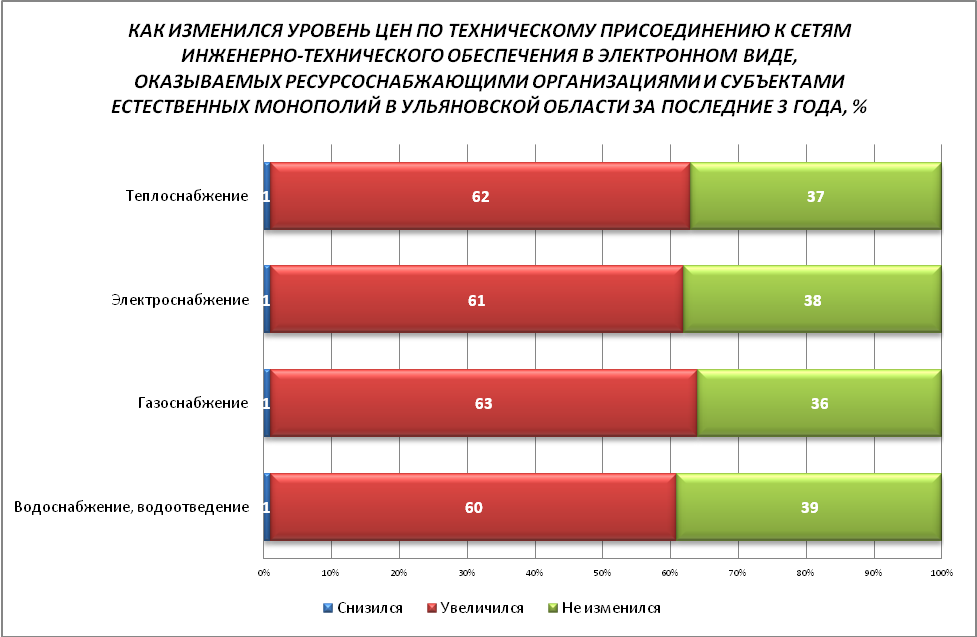 КАК ИЗМЕНИЛСЯ УРОВЕНЬ ЦЕН ПО ТЕХНИЧЕСКОМУ ПРИСОЕДИНЕНИЮ К СЕТЯМ
ИНЖЕНЕРНО-ТЕХНИЧЕСКОГО ОБЕСПЕЧЕНИЯ В ЭЛЕКТРОННОМ ВИДЕ,
ОКАЗЫВАЕМЫХ РЕСУРСОСНАБЖАЮЩИМИ ОРГАНИЗАЦИЯМИ И СУБЪЕКТАМИ
ЕСТЕСТВЕННЫХ МОНОПОЛИЙ В УЛЬЯНОВСКОЙ ОБЛАСТИ ЗА ПОСЛЕДНИЕ 3 ГОДА, %
Теплоснабжение 1 62 37
Электроснабжение 1 61 38
Газоснабжение 1 63 36
Водоснабжение, водоотведение 1 60 39
0% 10% 20% 30% 40% 50% 60% 70% 80% 90% 100%
Снизился Увеличился Не изменился